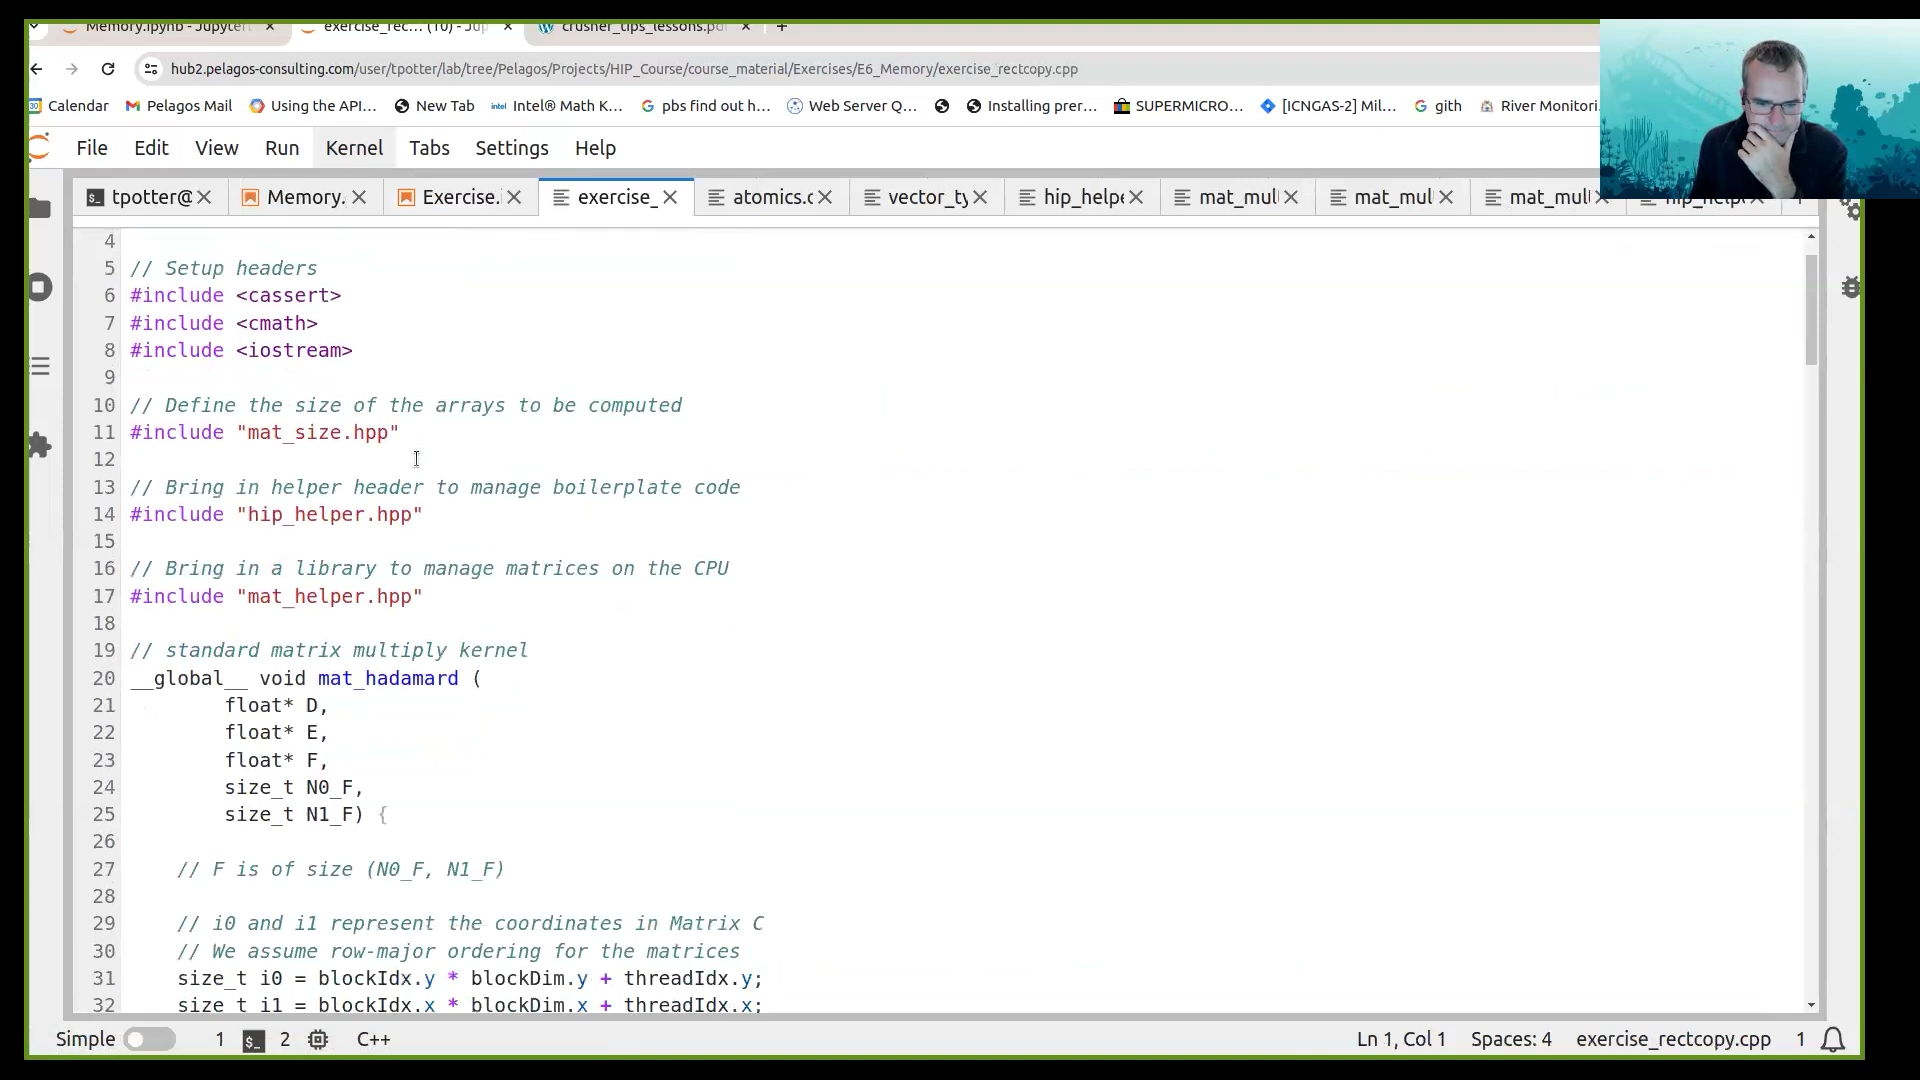 Memory.ipynb - Jupyter
exercise_rec... (10) - Jup
crusher_tips_lessons.pdf
hub2.pelagos-consulting.com/user/tpotter/lab/tree/Pelagos/Projects/HIP_Course/course_material/Exercises/E6_Memory/exercise_rectcopy.cpp
Calendar
Pelagos Mail
Using the API...
New Tab
Intel® Math K...
pbs find out h...
Web Server Q...
Installing prer...
SUPERMICRO...
[ICNGAS-2] Mil...
gith
River Monitori
File Edit View Run Kernel Tabs Settings Help
tpotter@
Memory.
Exercise.
exercise_
atomics.c
vector_ty
hip_helpe
mat_mul
mat_mul
mat_mul
4
5 // Setup headers
6 #include <cassert>
7 #include <cmath>
8 #include <iostream>
9
10 // Define the size of the arrays to be computed
11 #include "mat_size.hpp"
12
13 // Bring in helper header to manage boilerplate code
14 #include "hip_helper.hpp"
15
16 // Bring in a library to manage matrices on the CPU
17 #include "mat_helper.hpp"
18
19 // standard matrix multiply kernel
20 __global__ void mat_hadamard (
21 float* D,
22 float* E,
23 float* F,
24 size_t N0_F,
25 size_t N1_F) {
26
27 // F is of size (N0_F, N1_F)
28
29 // i0 and i1 represent the coordinates in Matrix C
30 // We assume row-major ordering for the matrices
31 size_t i0 = blockIdx.y * blockDim.y + threadIdx.y;
32 size_t i1 = blockIdx.x * blockDim.x + threadIdx.x;
Simple 1 2 C++ Ln 1, Col 1 Spaces: 4 exercise_rectcopy.cpp 1